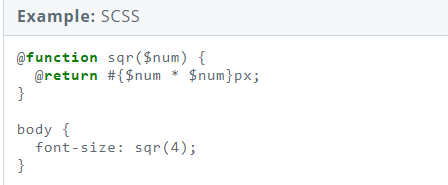 Example: SCSS
@function sqr($num) {
  @return #{$num * $num}px;
}
body {
  font-size: sqr(4);
}